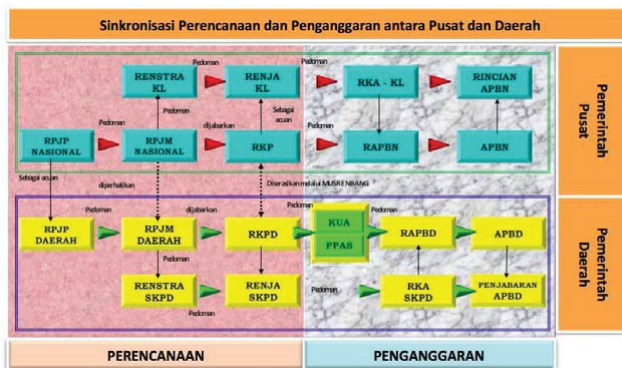 Sinkronisasi Perencanaan dan Penganggaran antara Pusat dan Daerah
Pedoman
Pedoman
RENSTRA
KL
RENJA
KL
RKA - KL
RINCIAN
APBN
Pedoman
Pedoman
dijabarkan
Sebagai
acuan
Pedoman
RPJP
NASIONAL
RPJM
NASIONAL
RKP
RAPBN
APBN
Pemerintah
Pusat
Sebagai acuan
diperhatikan
Diserasikan melalui MUSRENBANG
Pedoman
dijabarkan
Pedoman
Pedoman
RPJP
DAERAH
RPJM
DAERAH
RKPD
KUA
PPAS
RAPBD
APBD
Pedoman
Pedoman
RENSTRA
SKPD
RENJA
SKPD
RKA
SKPD
PENJABARAN
APBD
Pedoman
Pemerintah
Daerah
PERENCANAAN
PENGANGGARAN